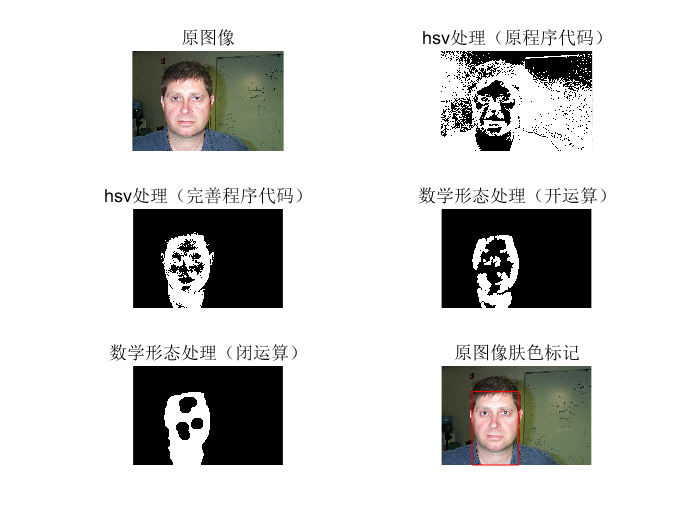 原图像
hsv处理（原程序代码）
hsv处理（完善程序代码）
数学形态处理（开运算）
数学形态处理（闭运算）
原图像肤色标记